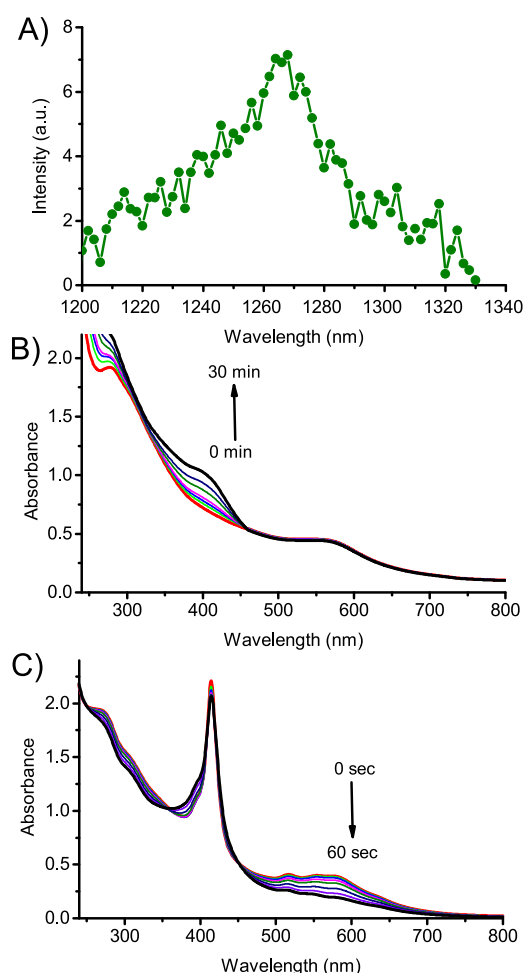 A)
8
6
4
2
0
Intensity (a.u.)
1200 1220 1240 1260 1280 1300 1320 1340
Wavelength (nm)
B)
2.0
1.5
1.0
0.5
0.0
Absorbance
30 min
0 min
300 400 500 600 700 800
Wavelength (nm)
C)
2.0
1.5
1.0
0.5
0.0
Absorbance
0 sec
60 sec
300 400 500 600 700 800
Wavelength (nm)